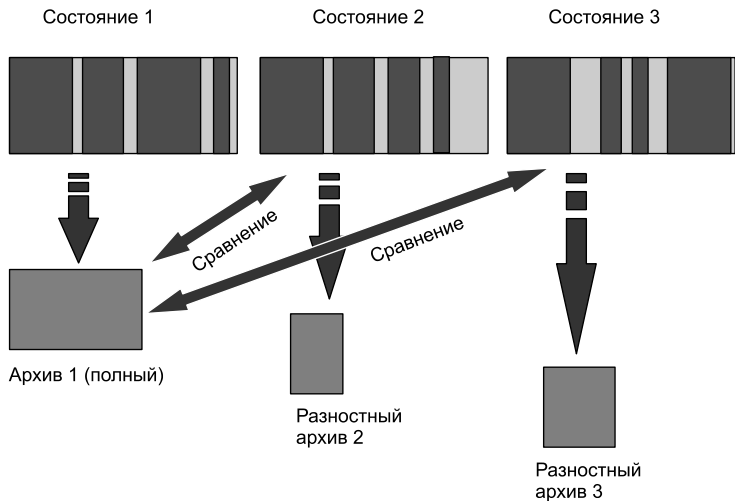 Состояние 1
Состояние 2
Состояние 3
Сравнение
Сравнение
Архив 1 (полный)
Разностный
архив 2
Разностный
архив 3